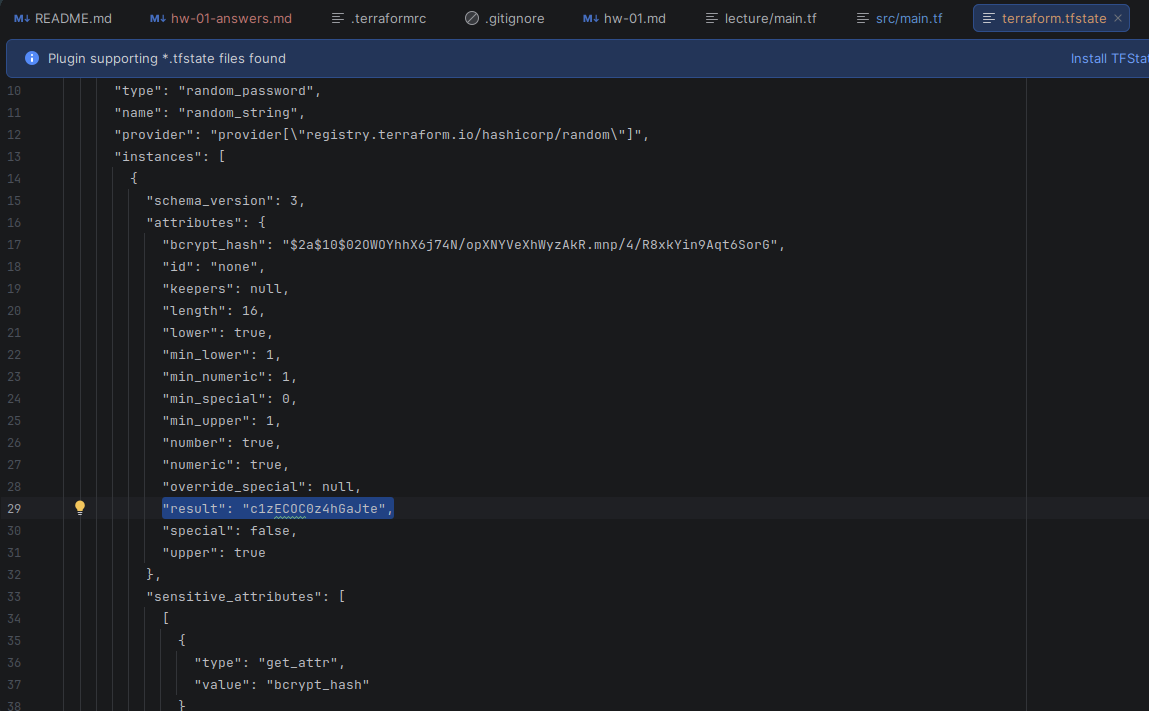 README.md hw-01-answers.md .terraformrc .gitignore hw-01.md lecture/main.tf src/main.tf terraform.tfstate
Plugin supporting *.tfstate files found Install TFSta
10 "type": "random_password",
11 "name": "random_string",
12 "provider": "provider[\"registry.terraform.io/hashicorp/random\"]",
13 "instances": [
14 {
15 "schema_version": 3,
16 "attributes": {
17 "bcrypt_hash": "$2a$10$02OWOYhhX6j74N/opXNYVeXhWyzAkR.mnp/4/R8xkYin9Aqt6SorG",
18 "id": "none",
19 "keepers": null,
20 "length": 16,
21 "lower": true,
22 "min_lower": 1,
23 "min_numeric": 1,
24 "min_special": 0,
25 "min_upper": 1,
26 "number": true,
27 "numeric": true,
28 "override_special": null,
29 "result": "c1zECOC0z4hGaJte",
30 "special": false,
31 "upper": true
32 },
33 "sensitive_attributes": [
34 [
35 {
36 "type": "get_attr",
37 "value": "bcrypt_hash"
38 }